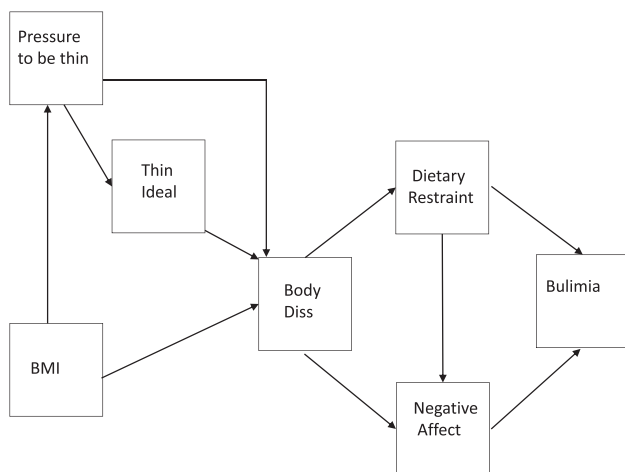 Pressure
to be thin
Thin
Ideal
Dietary
Restraint
Body
Diss
Bulimia
BMI
Negative
Affect